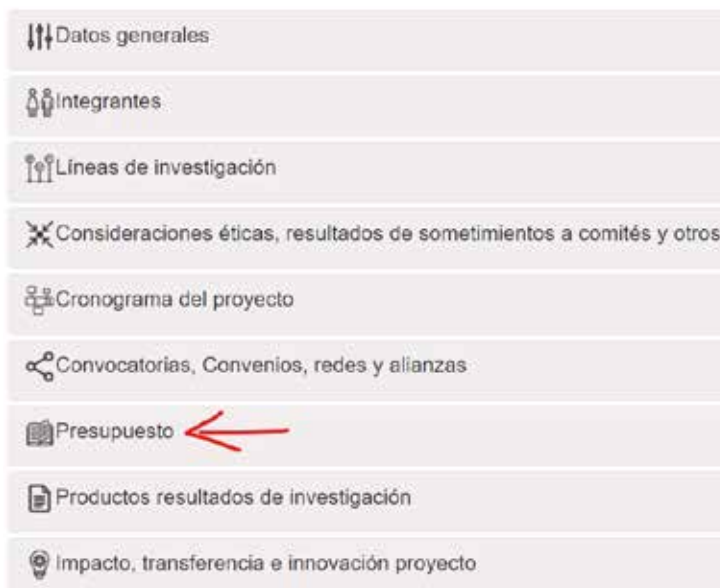 Datos generales
Integrantes
Líneas de investigación
Consideraciones éticas, resultados de sometimientos a comités y otros
Cronograma del proyecto
Convocatorias, Convenios, redes y alianzas
Presupuesto
Productos resultados de investigación
Impacto, transferencia e innovación proyecto